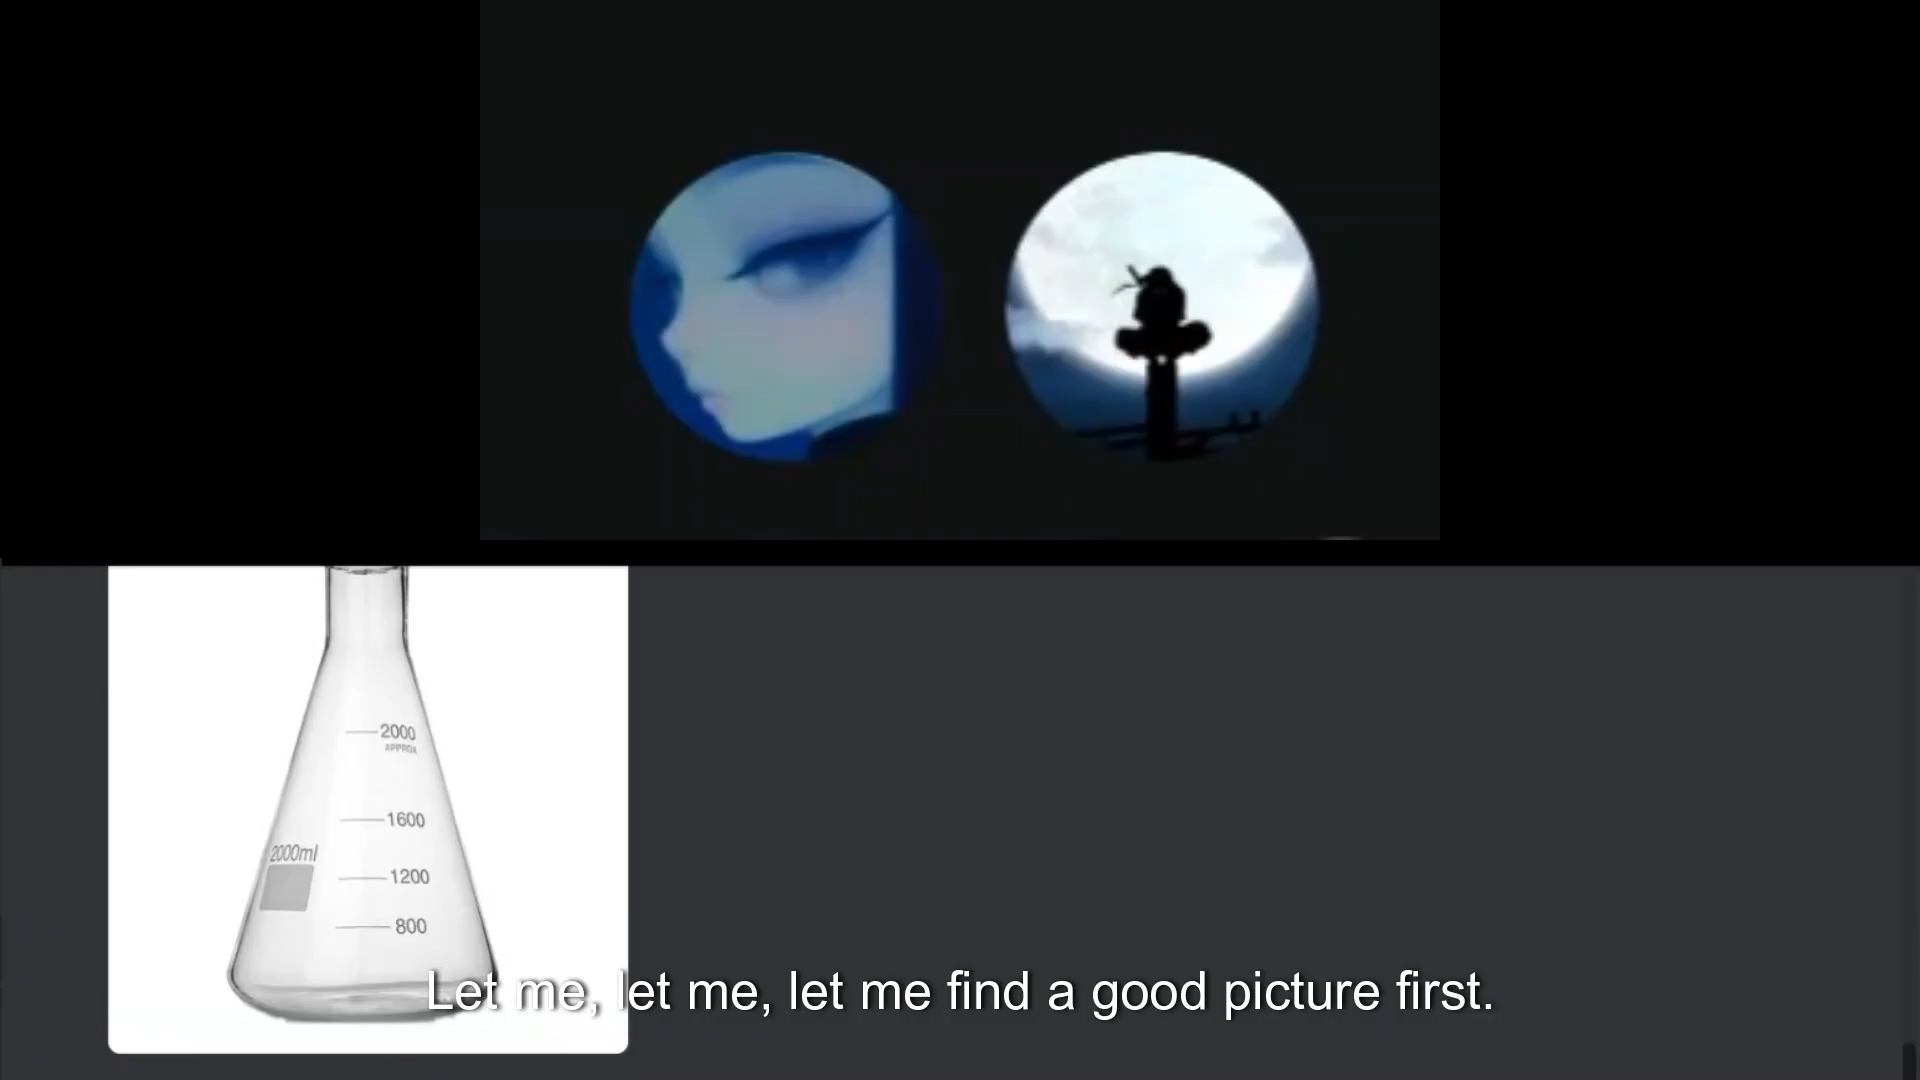 2000
APPROX
1600
2000ml
1200
800
Let me, let me, let me find a good picture first.